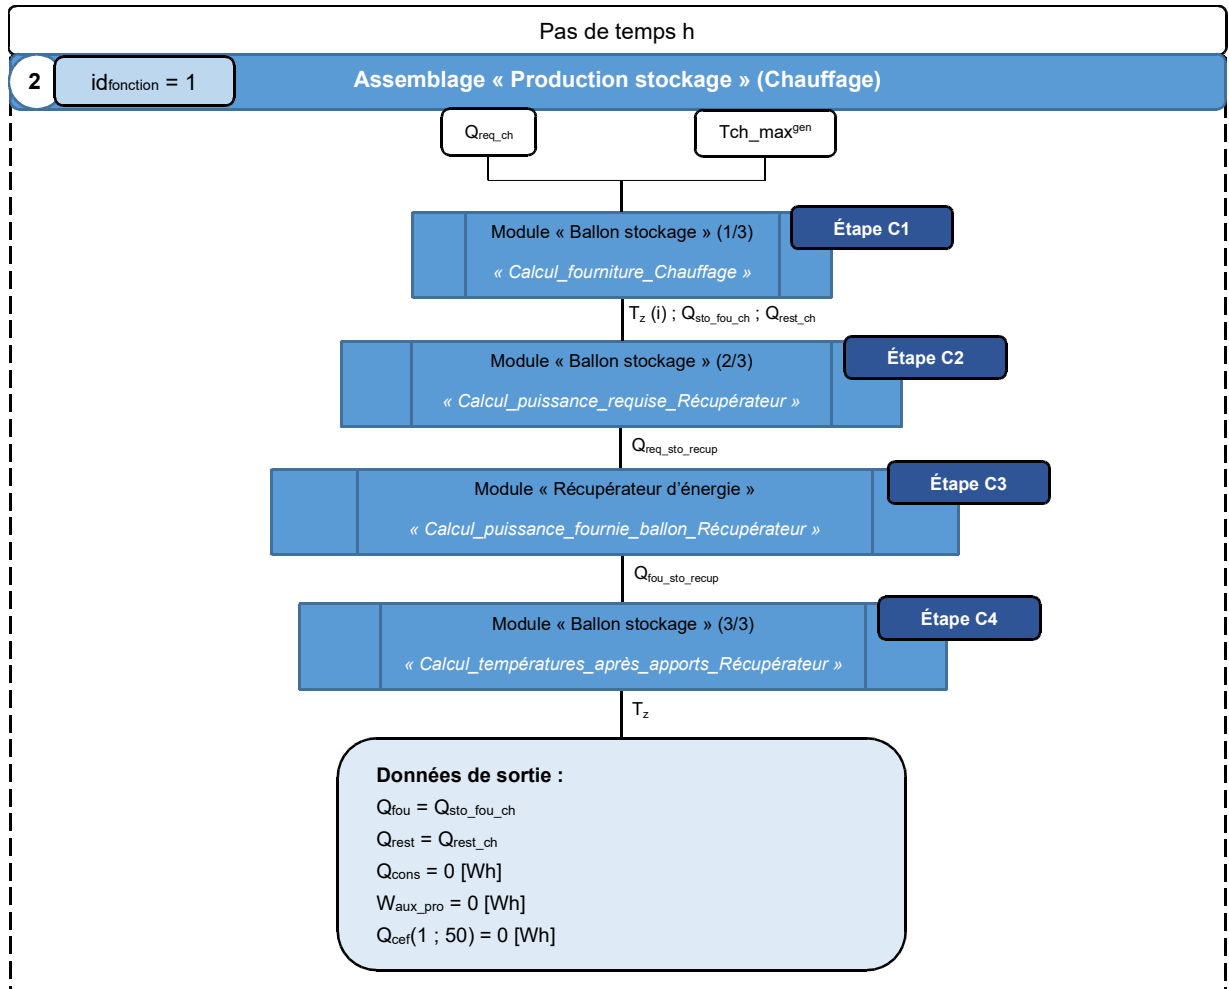 Pas de temps h
2
idfonction = 1
Assemblage « Production stockage » (Chauffage)
Qreq_ch
Tch_maxgen
Module « Ballon stockage » (1/3)
Étape C1
« Calcul_fourniture_Chauffage »
Tz (i) ; Qsto_fou_ch ; Qrest_ch
Module « Ballon stockage » (2/3)
Étape C2
« Calcul_puissance_requise_Récupérateur »
Qreq_sto_recup
Module « Récupérateur d'énergie »
Étape C3
« Calcul_puissance_fournie_ballon_Récupérateur »
Qfou_sto_recup
Module « Ballon stockage » (3/3)
Étape C4
« Calcul_températures_après_apports_Récupérateur »
Tz
Données de sortie :
Qfou = Qsto_fou_ch
Qrest = Qrest_ch
Qcons = 0 [Wh]
Waux_pro = 0 [Wh]
Qcef(1 ; 50) = 0 [Wh]